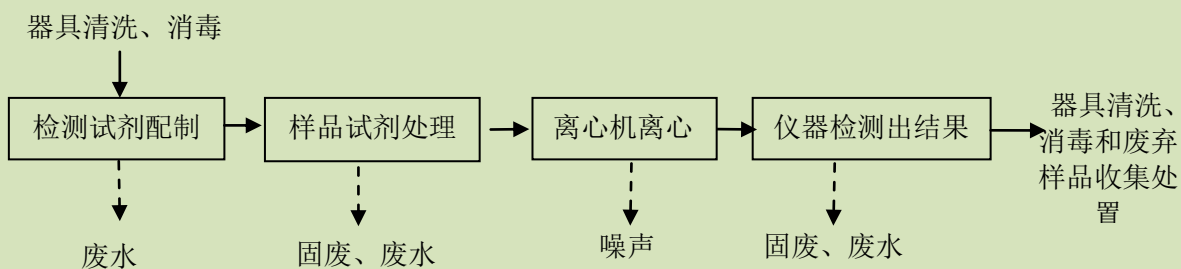 器具清洗、消毒
检测试剂配制
样品试剂处理
离心机离心
仪器检测出结果
器具清洗、
消毒和废弃
样品收集处
置
废水
固废、废水
噪声
固废、废水